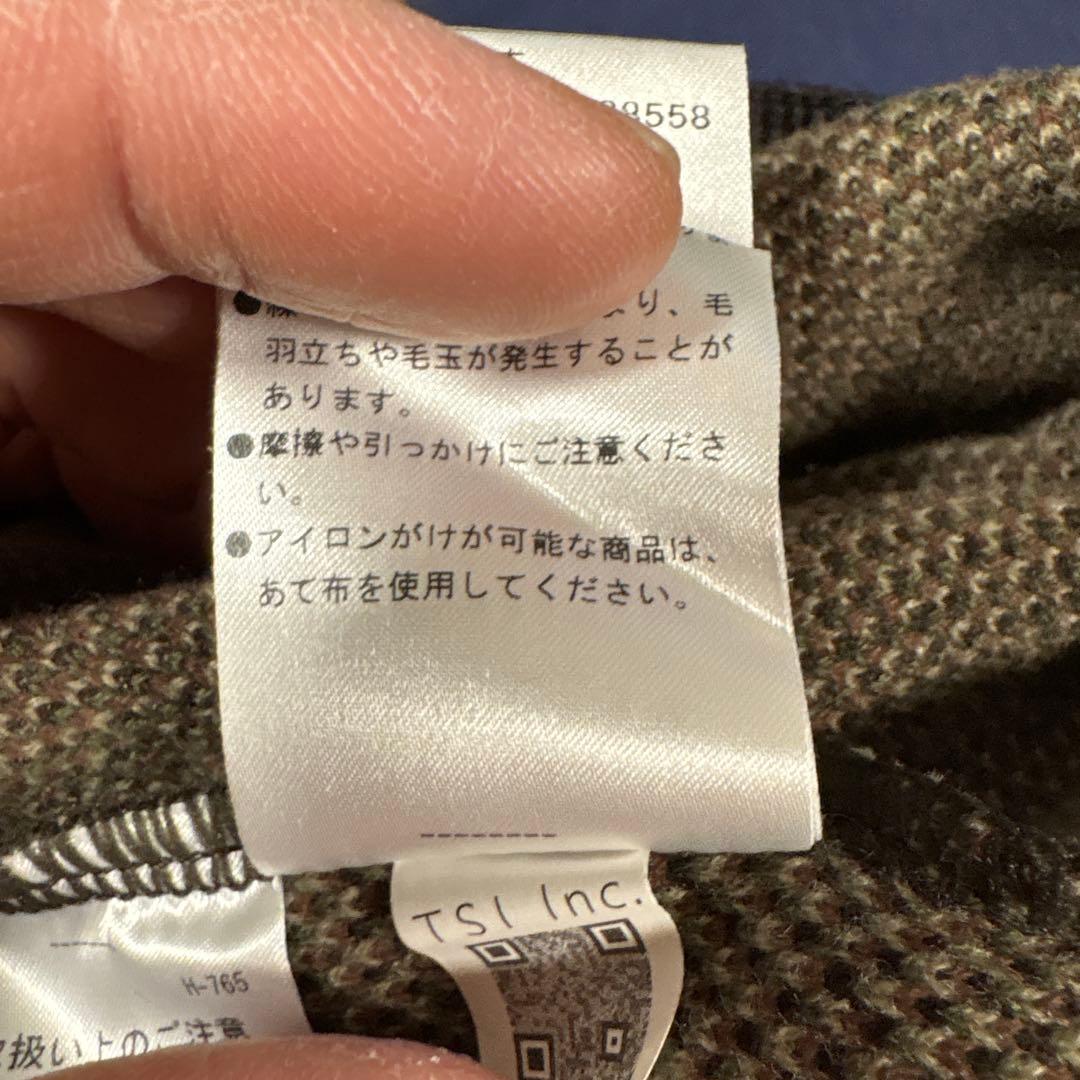 8558
り、毛
羽立ちや毛玉が発生することが
あります。
●摩擦や引っかけにご注意くださ
い。
●アイロンがけが可能な商品は、
あて布を使用してください。
--------
TSI Inc.
H-765
扱い上のご注意